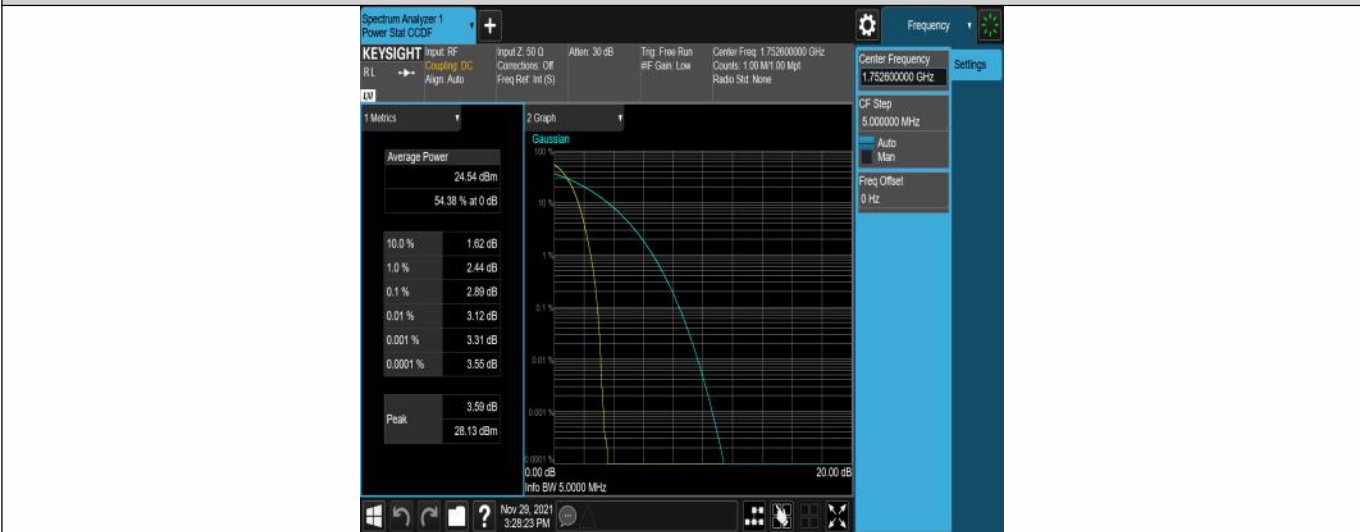 Spectrum Analyzer 1
Power Stat CCDF
+
Frequency
KEYSIGHT
RL
LXI
Input: RF
Coupling: DC
Align: Auto
Input Z: 50 Ω
Corrections: Off
Freq Ref: Int (S)
Atten: 30 dB
Trig: Free Run
#IF Gain: Low
Center Freq: 1.752600000 GHz
Counts: 1.00 M/1.00 Mpt
Radio Std: None
Center Frequency
1.752600000 GHz
Settings
CF Step
5.000000 MHz
Auto
Man
Freq Offset
0 Hz
1 Metrics
Average Power
24.54 dBm
54.38 % at 0 dB
10.0 % 1.62 dB
1.0 % 2.44 dB
0.1 % 2.89 dB
0.01 % 3.12 dB
0.001 % 3.31 dB
0.0001 % 3.55 dB
Peak
3.59 dB
28.13 dBm
2 Graph
Gaussian
100 %
10 %
1 %
0.1 %
0.01 %
0.001 %
0.0001 %
0.00 dB 20.00 dB
Info BW 5.0000 MHz
?
Nov 29, 2021
3:28:23 PM